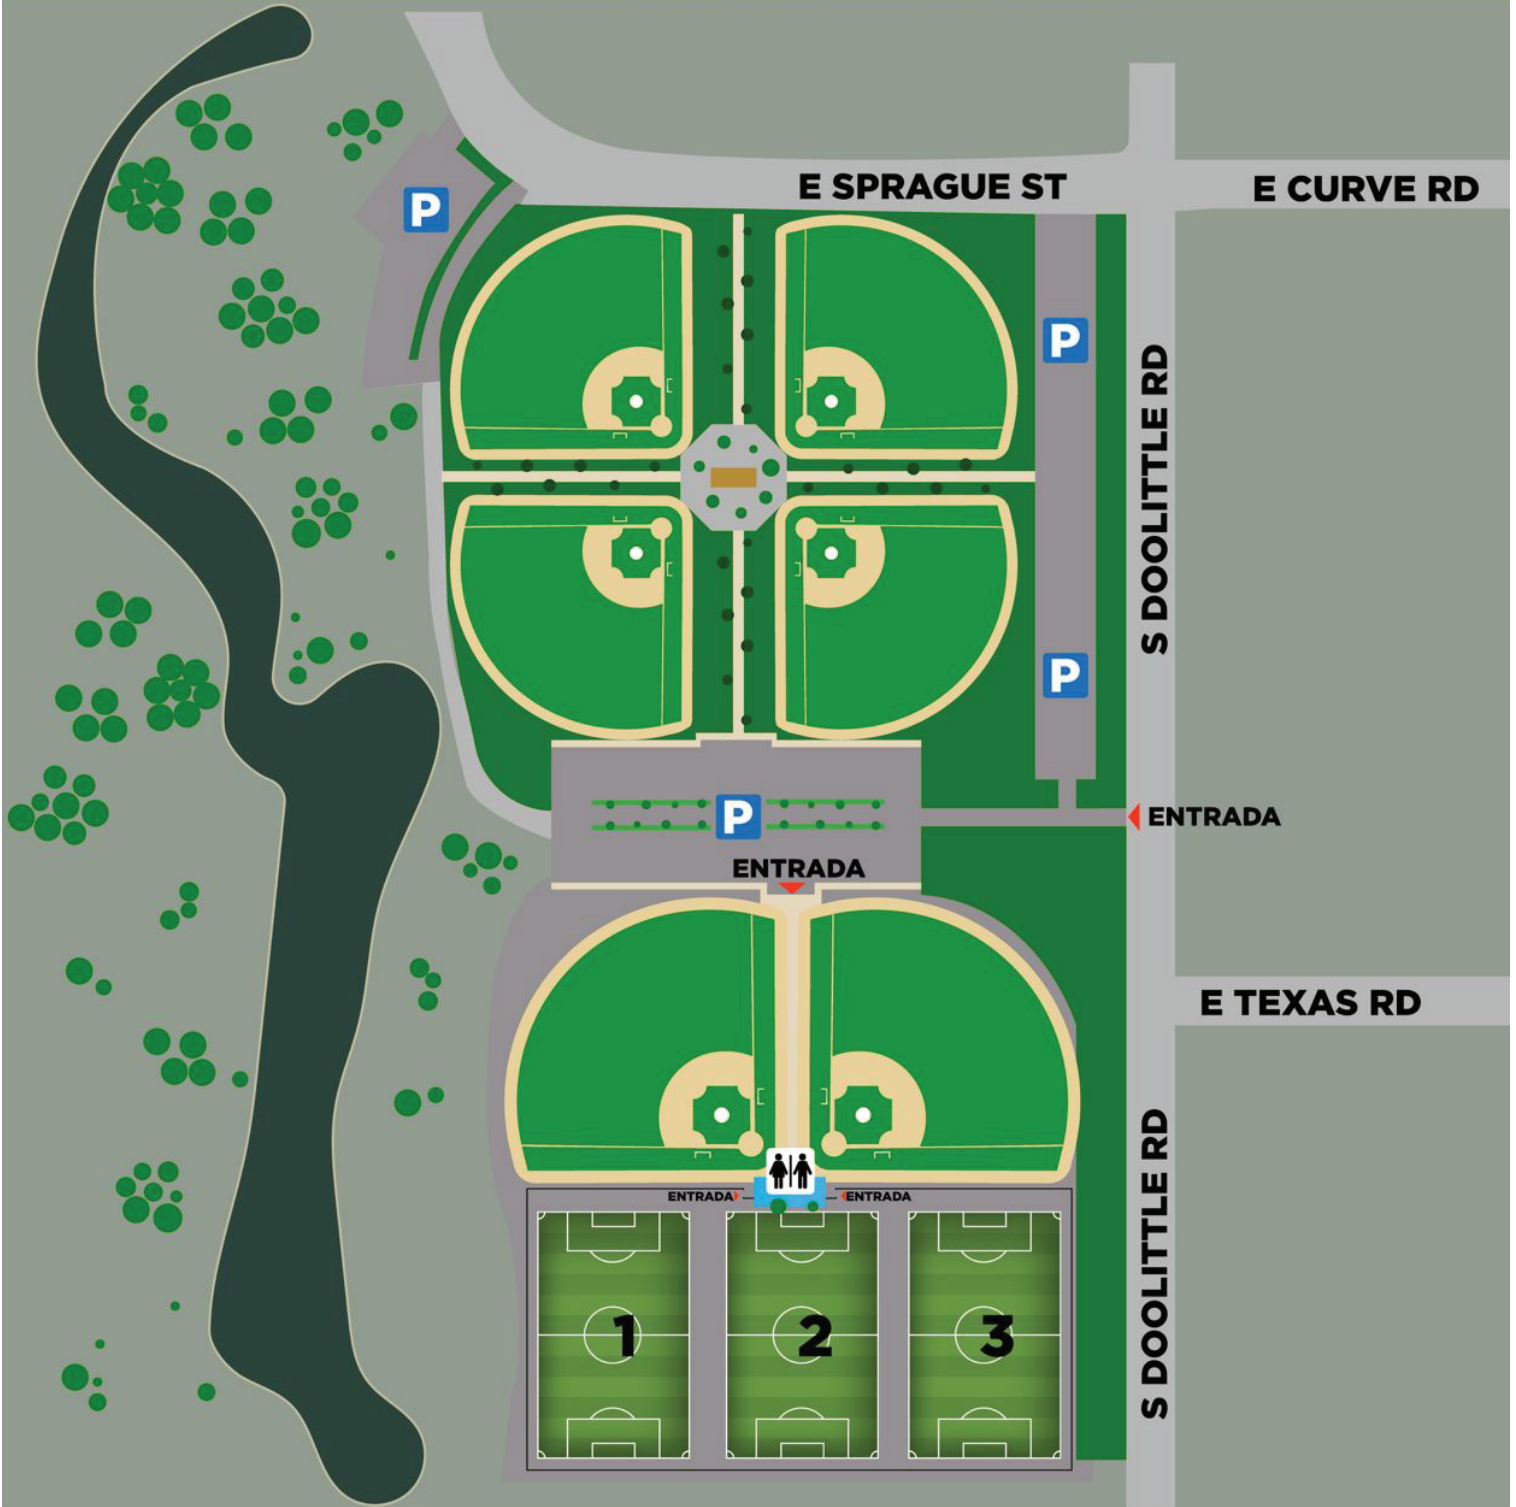 E SPRAGUE ST
E CURVE RD
P
P
S DOOLITTLE RD
P
P
ENTRADA
ENTRADA
E TEXAS RD
S DOOLITTLE RD
ENTRADA
ENTRADA
1
2
3